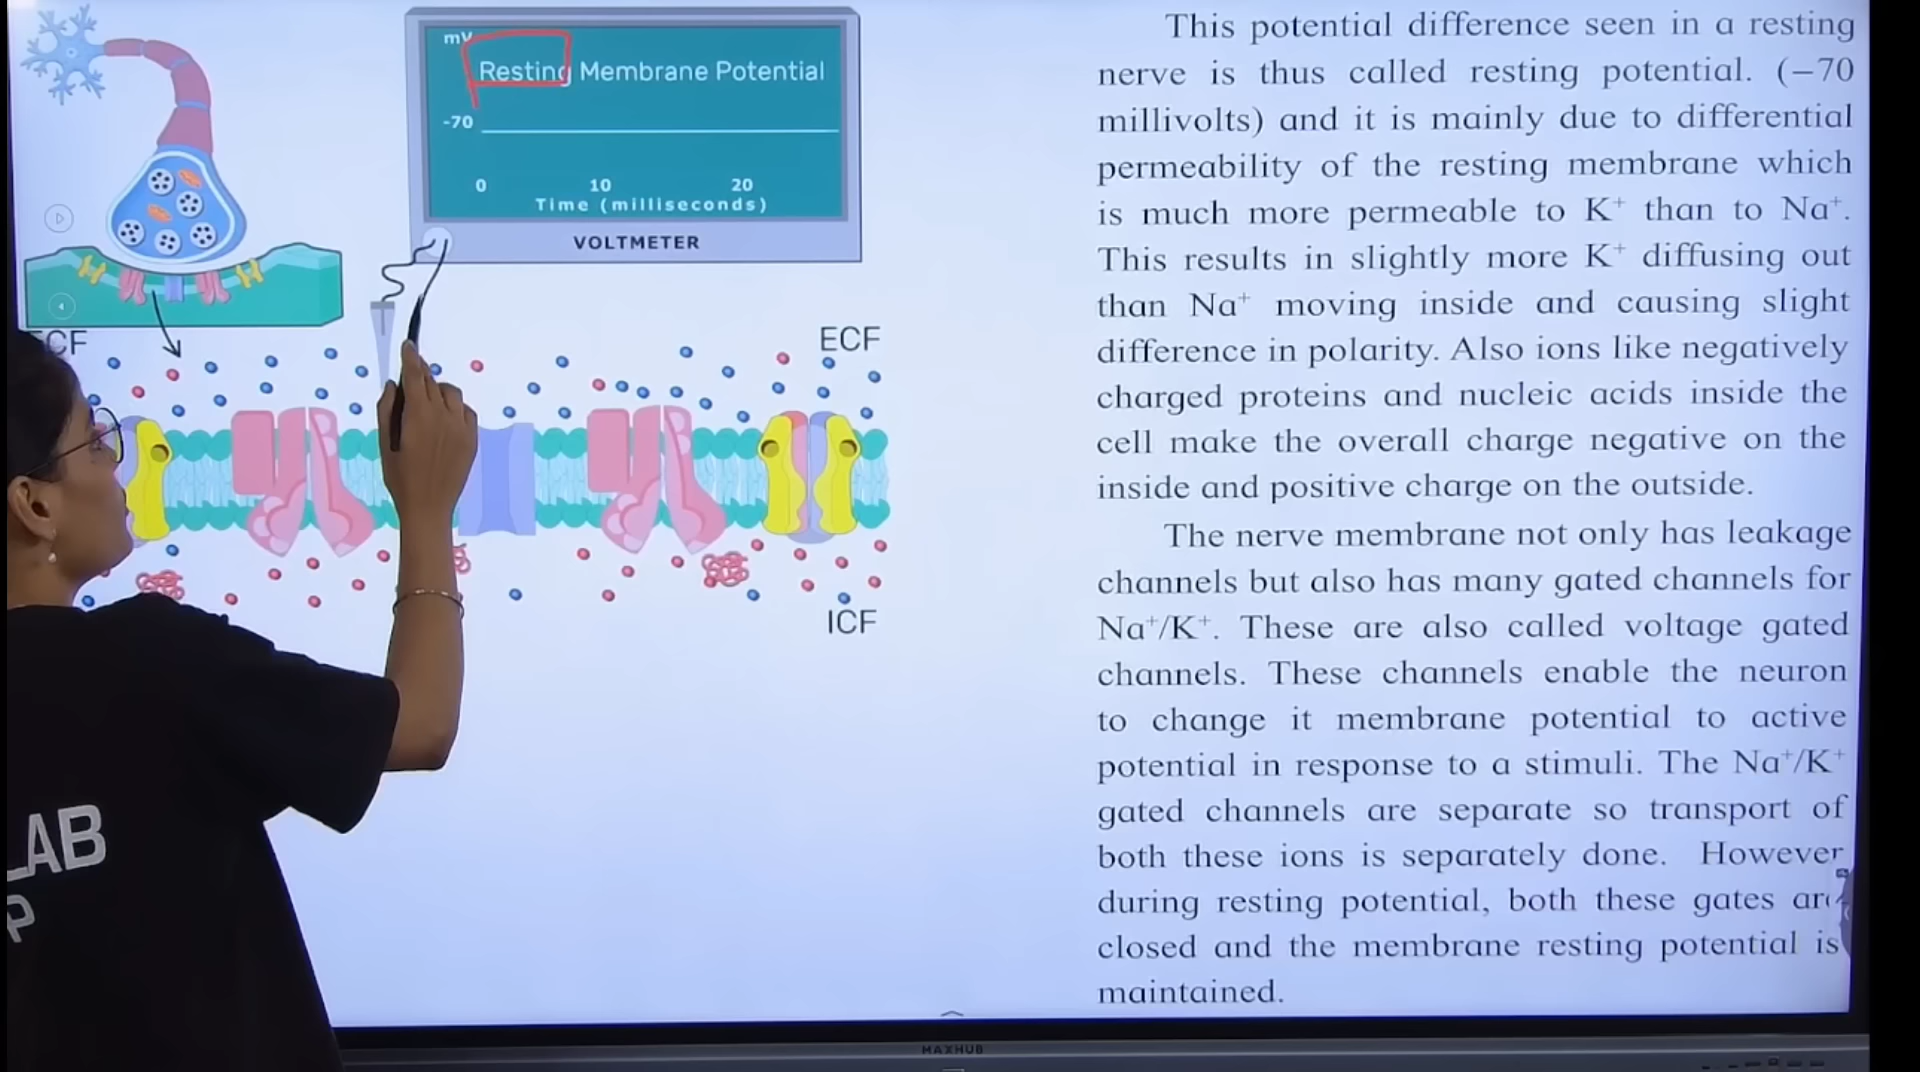 mV
Resting Membrane Potential
-70
0 10 20
Time (milliseconds)
VOLTMETER
CF
ECF
ICF
This potential difference seen in a resting
nerve is thus called resting potential. (−70
millivolts) and it is mainly due to differential
permeability of the resting membrane which
is much more permeable to K⁺ than to Na⁺.
This results in slightly more K⁺ diffusing out
than Na⁺ moving inside and causing slight
difference in polarity. Also ions like negatively
charged proteins and nucleic acids inside the
cell make the overall charge negative on the
inside and positive charge on the outside.
The nerve membrane not only has leakage
channels but also has many gated channels for
Na⁺/K⁺. These are also called voltage gated
channels. These channels enable the neuron
to change it membrane potential to active
potential in response to a stimuli. The Na⁺/K⁺
gated channels are separate so transport of
both these ions is separately done. However
during resting potential, both these gates are
closed and the membrane resting potential is
maintained.
LAB
P
MAXHUB